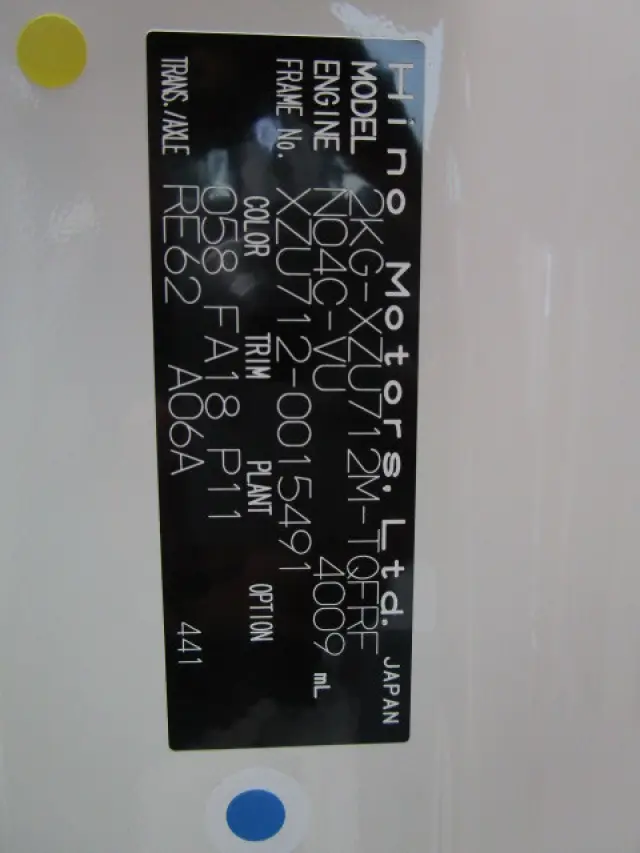 Hino Motors, Ltd. JAPAN
MODEL 2KG-XZU712M-TQFRF
ENGINE N04C-VU 4009 mL
FRAME No. XZU712-0015491
COLOR TRIM PLANT OPTION
058 FA18 P11
TRANS./AXLE RE62 A06A 441